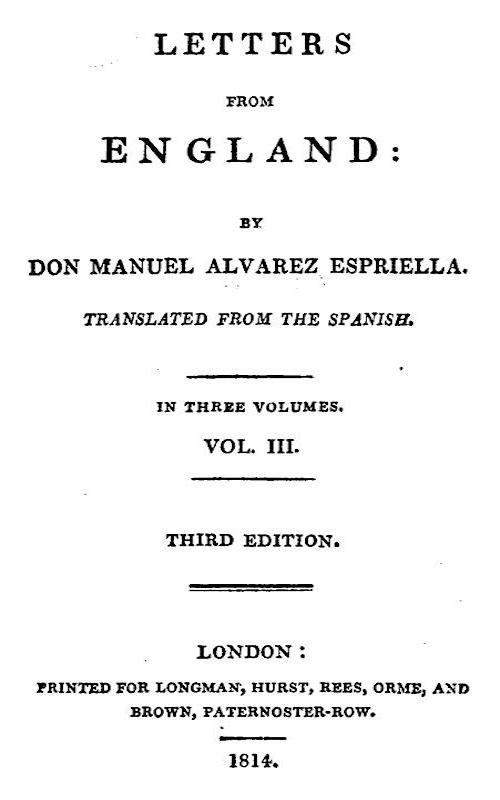 LETTERS
FROM
ENGLAND:
BY
DON MANUEL ALVAREZ ESPRIELLA.
TRANSLATED FROM THE SPANISH.
IN THREE VOLUMES.
VOL. III.
THIRD EDITION.
LONDON:
PRINTED FOR LONGMAN, HURST, REES, ORME, AND
BROWN, PATERNOSTER-ROW.
1814.